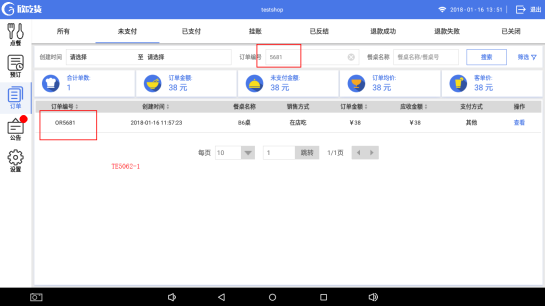 欣吃货
testshop
2018-01-16 13:51
退出
点餐
预订
订单
公告
设置
所有
未支付
已支付
挂账
已反结
退款成功
退款失败
已关闭
创建时间 请选择 至 请选择 订单编号 5681 餐桌名称 餐桌名称/餐桌号 搜索 筛选
合计单数
1
订单金额:
38 元
未支付金额:
38 元
订单均价:
38 元
客单价:
38 元
订单编号 创建时间 餐桌名称 销售方式 订单金额 应收金额 支付方式 操作
OR5681 2018-01-16 11:57:23 B6桌 在店吃 ￥38 ￥38 其他 查看
每页 10 1 跳转 1/1页
TE5062-1